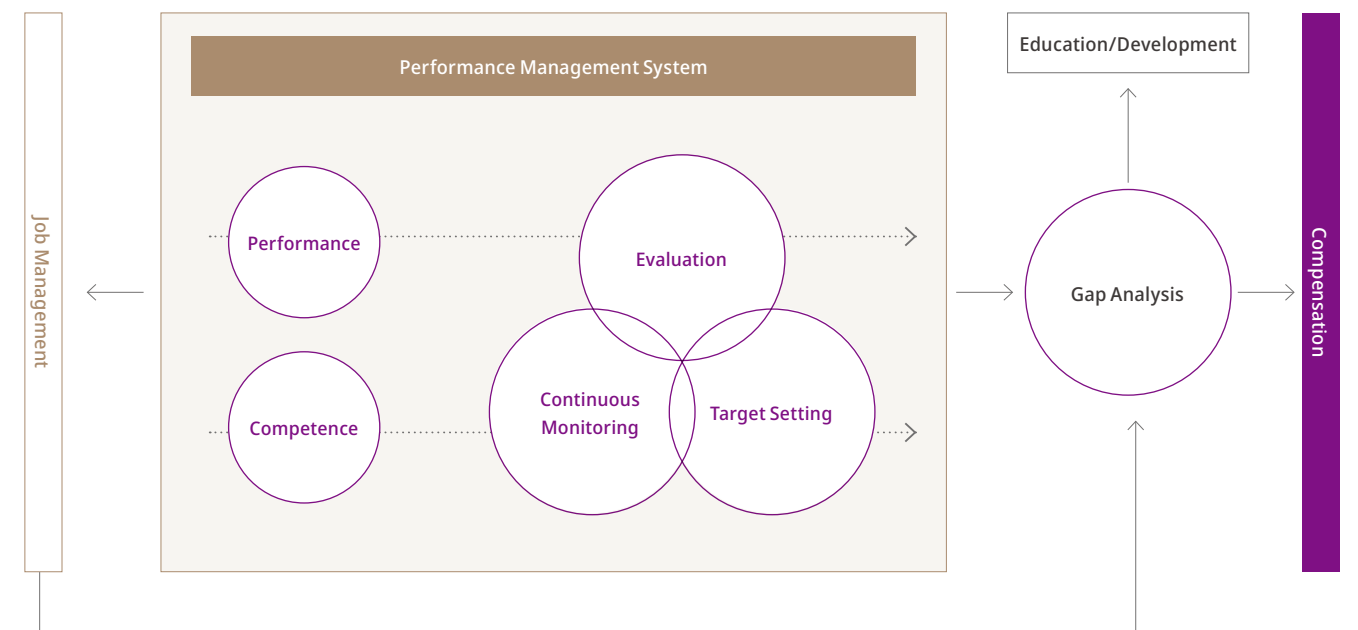 Job Management
Performance Management System
Performance
Competence
Evaluation
Continuous
Monitoring
Target Setting
Education/Development
Gap Analysis
Compensation